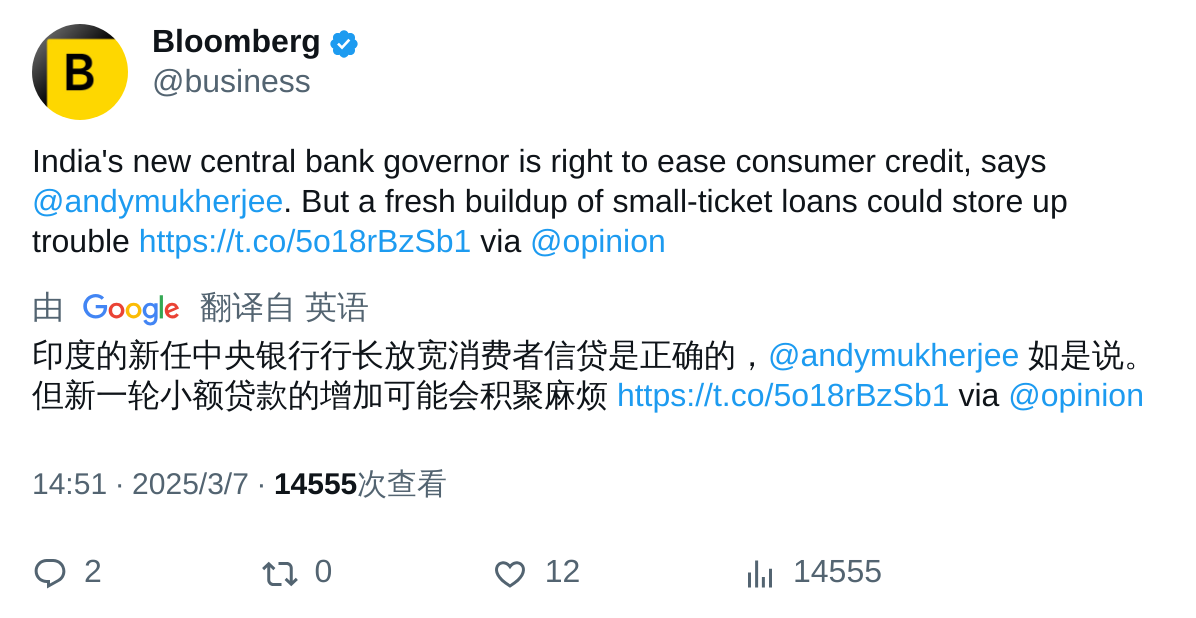 B
Bloomberg
@business
India's new central bank governor is right to ease consumer credit, says
@andymukherjee. But a fresh buildup of small-ticket loans could store up
trouble https://t.co/5o18rBzSb1 via @opinion
由 Google 翻译自 英语
印度的新任中央银行行长放宽消费者信贷是正确的，@andymukherjee 如是说。
但新一轮小额贷款的增加可能会积聚麻烦 https://t.co/5o18rBzSb1 via @opinion
14:51 · 2025/3/7 · 14555次查看
2 0 12 14555